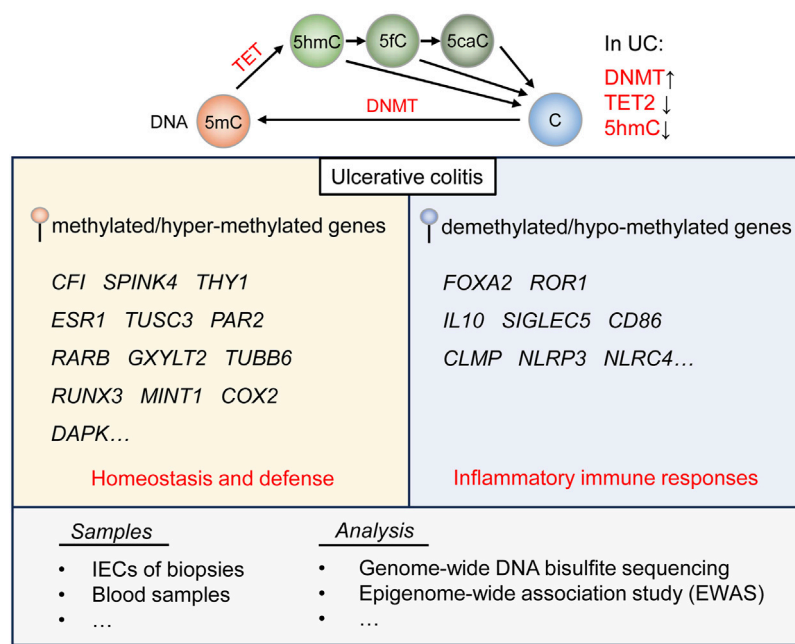 5hmC 5fC 5caC
TET
In UC:
DNMT↑
TET2 ↓
5hmC↓
DNA 5mC
DNMT
C
Ulcerative colitis
methylated/hyper-methylated genes
CFI SPINK4 THY1
ESR1 TUSC3 PAR2
RARB GXYLT2 TUBB6
RUNX3 MINT1 COX2
DAPK…
Homeostasis and defense
demethylated/hypo-methylated genes
FOXA2 ROR1
IL10 SIGLEC5 CD86
CLMP NLRP3 NLRC4…
Inflammatory immune responses
Samples
• IECs of biopsies
• Blood samples
• …
Analysis
• Genome-wide DNA bisulfite sequencing
• Epigenome-wide association study (EWAS)
• …